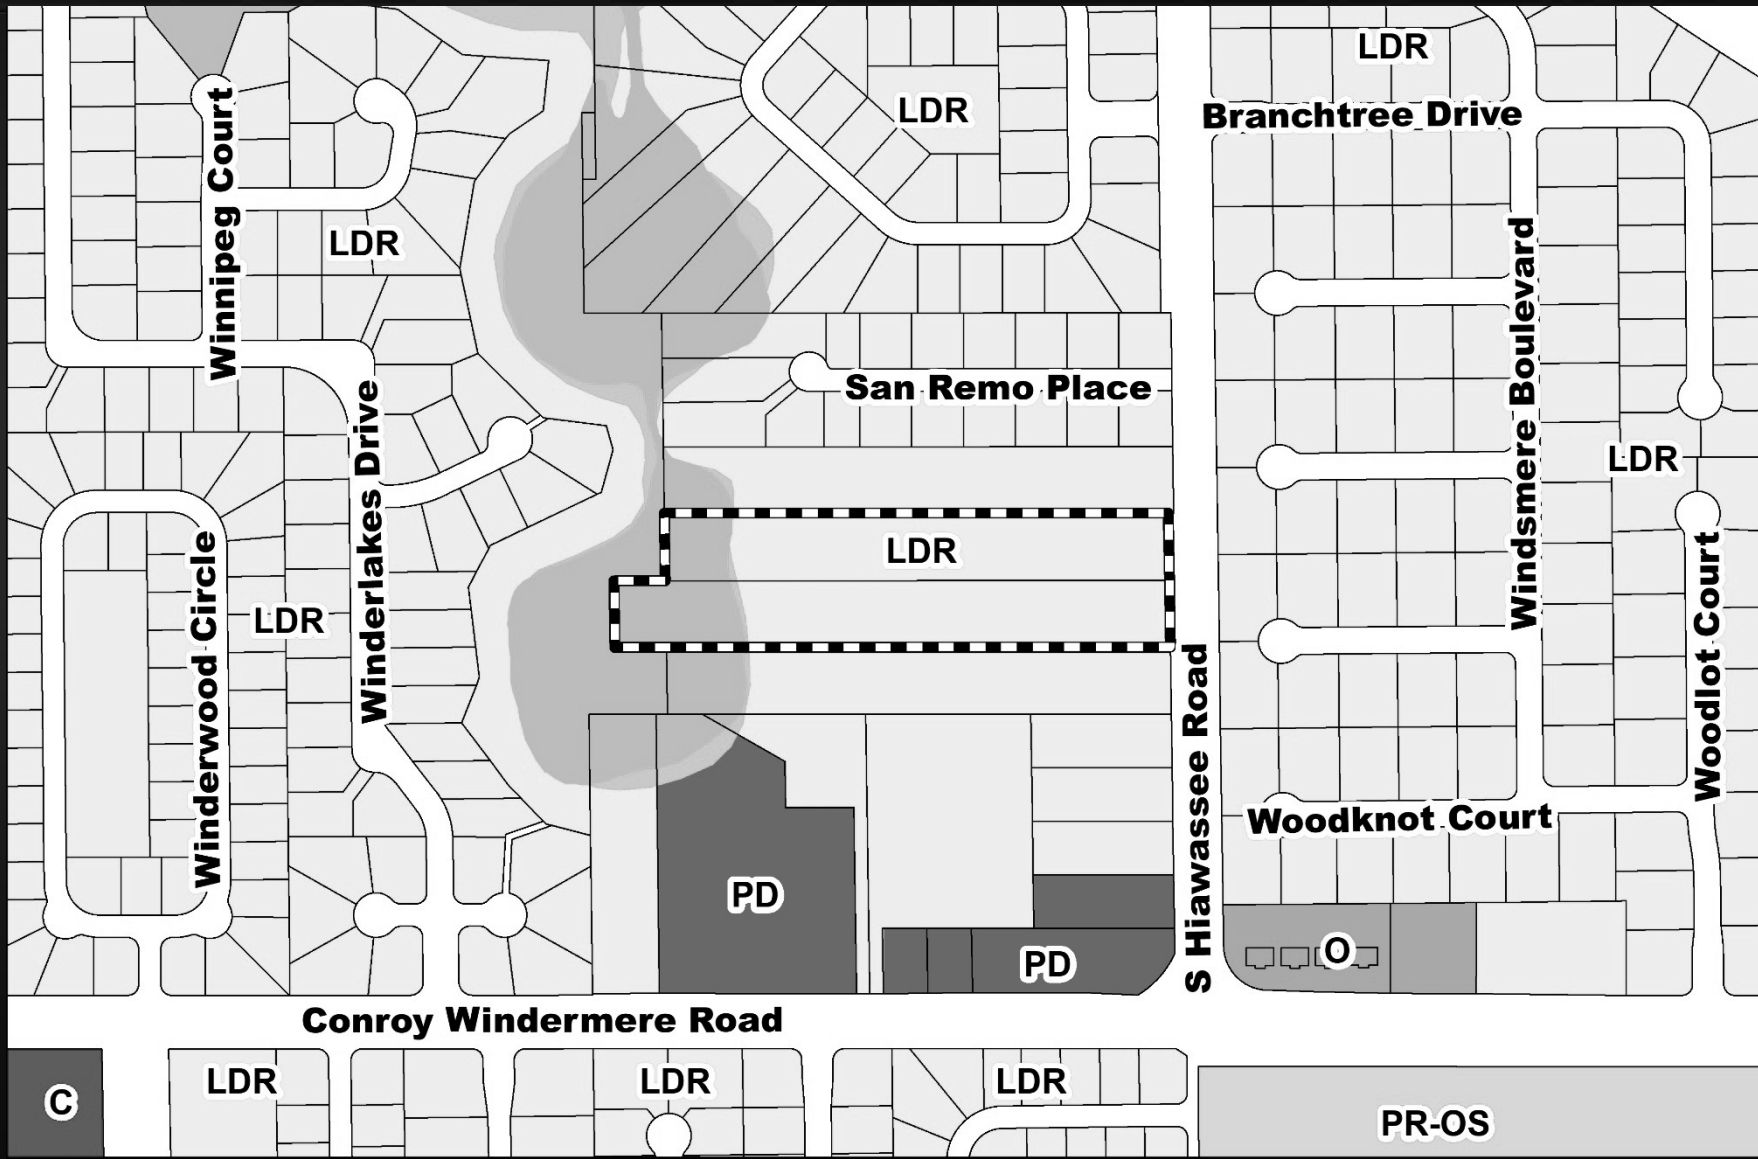 LDR
LDR
Branchtree Drive
Winnipeg Court
LDR
Windsmere Boulevard
San Remo Place
Winderlakes Drive
LDR
LDR
Winderwood Circle
Woodlot Court
LDR
S Hiawassee Road
Woodknot Court
PD
PD
O
Conroy Windermere Road
LDR
LDR
LDR
C
PR-OS